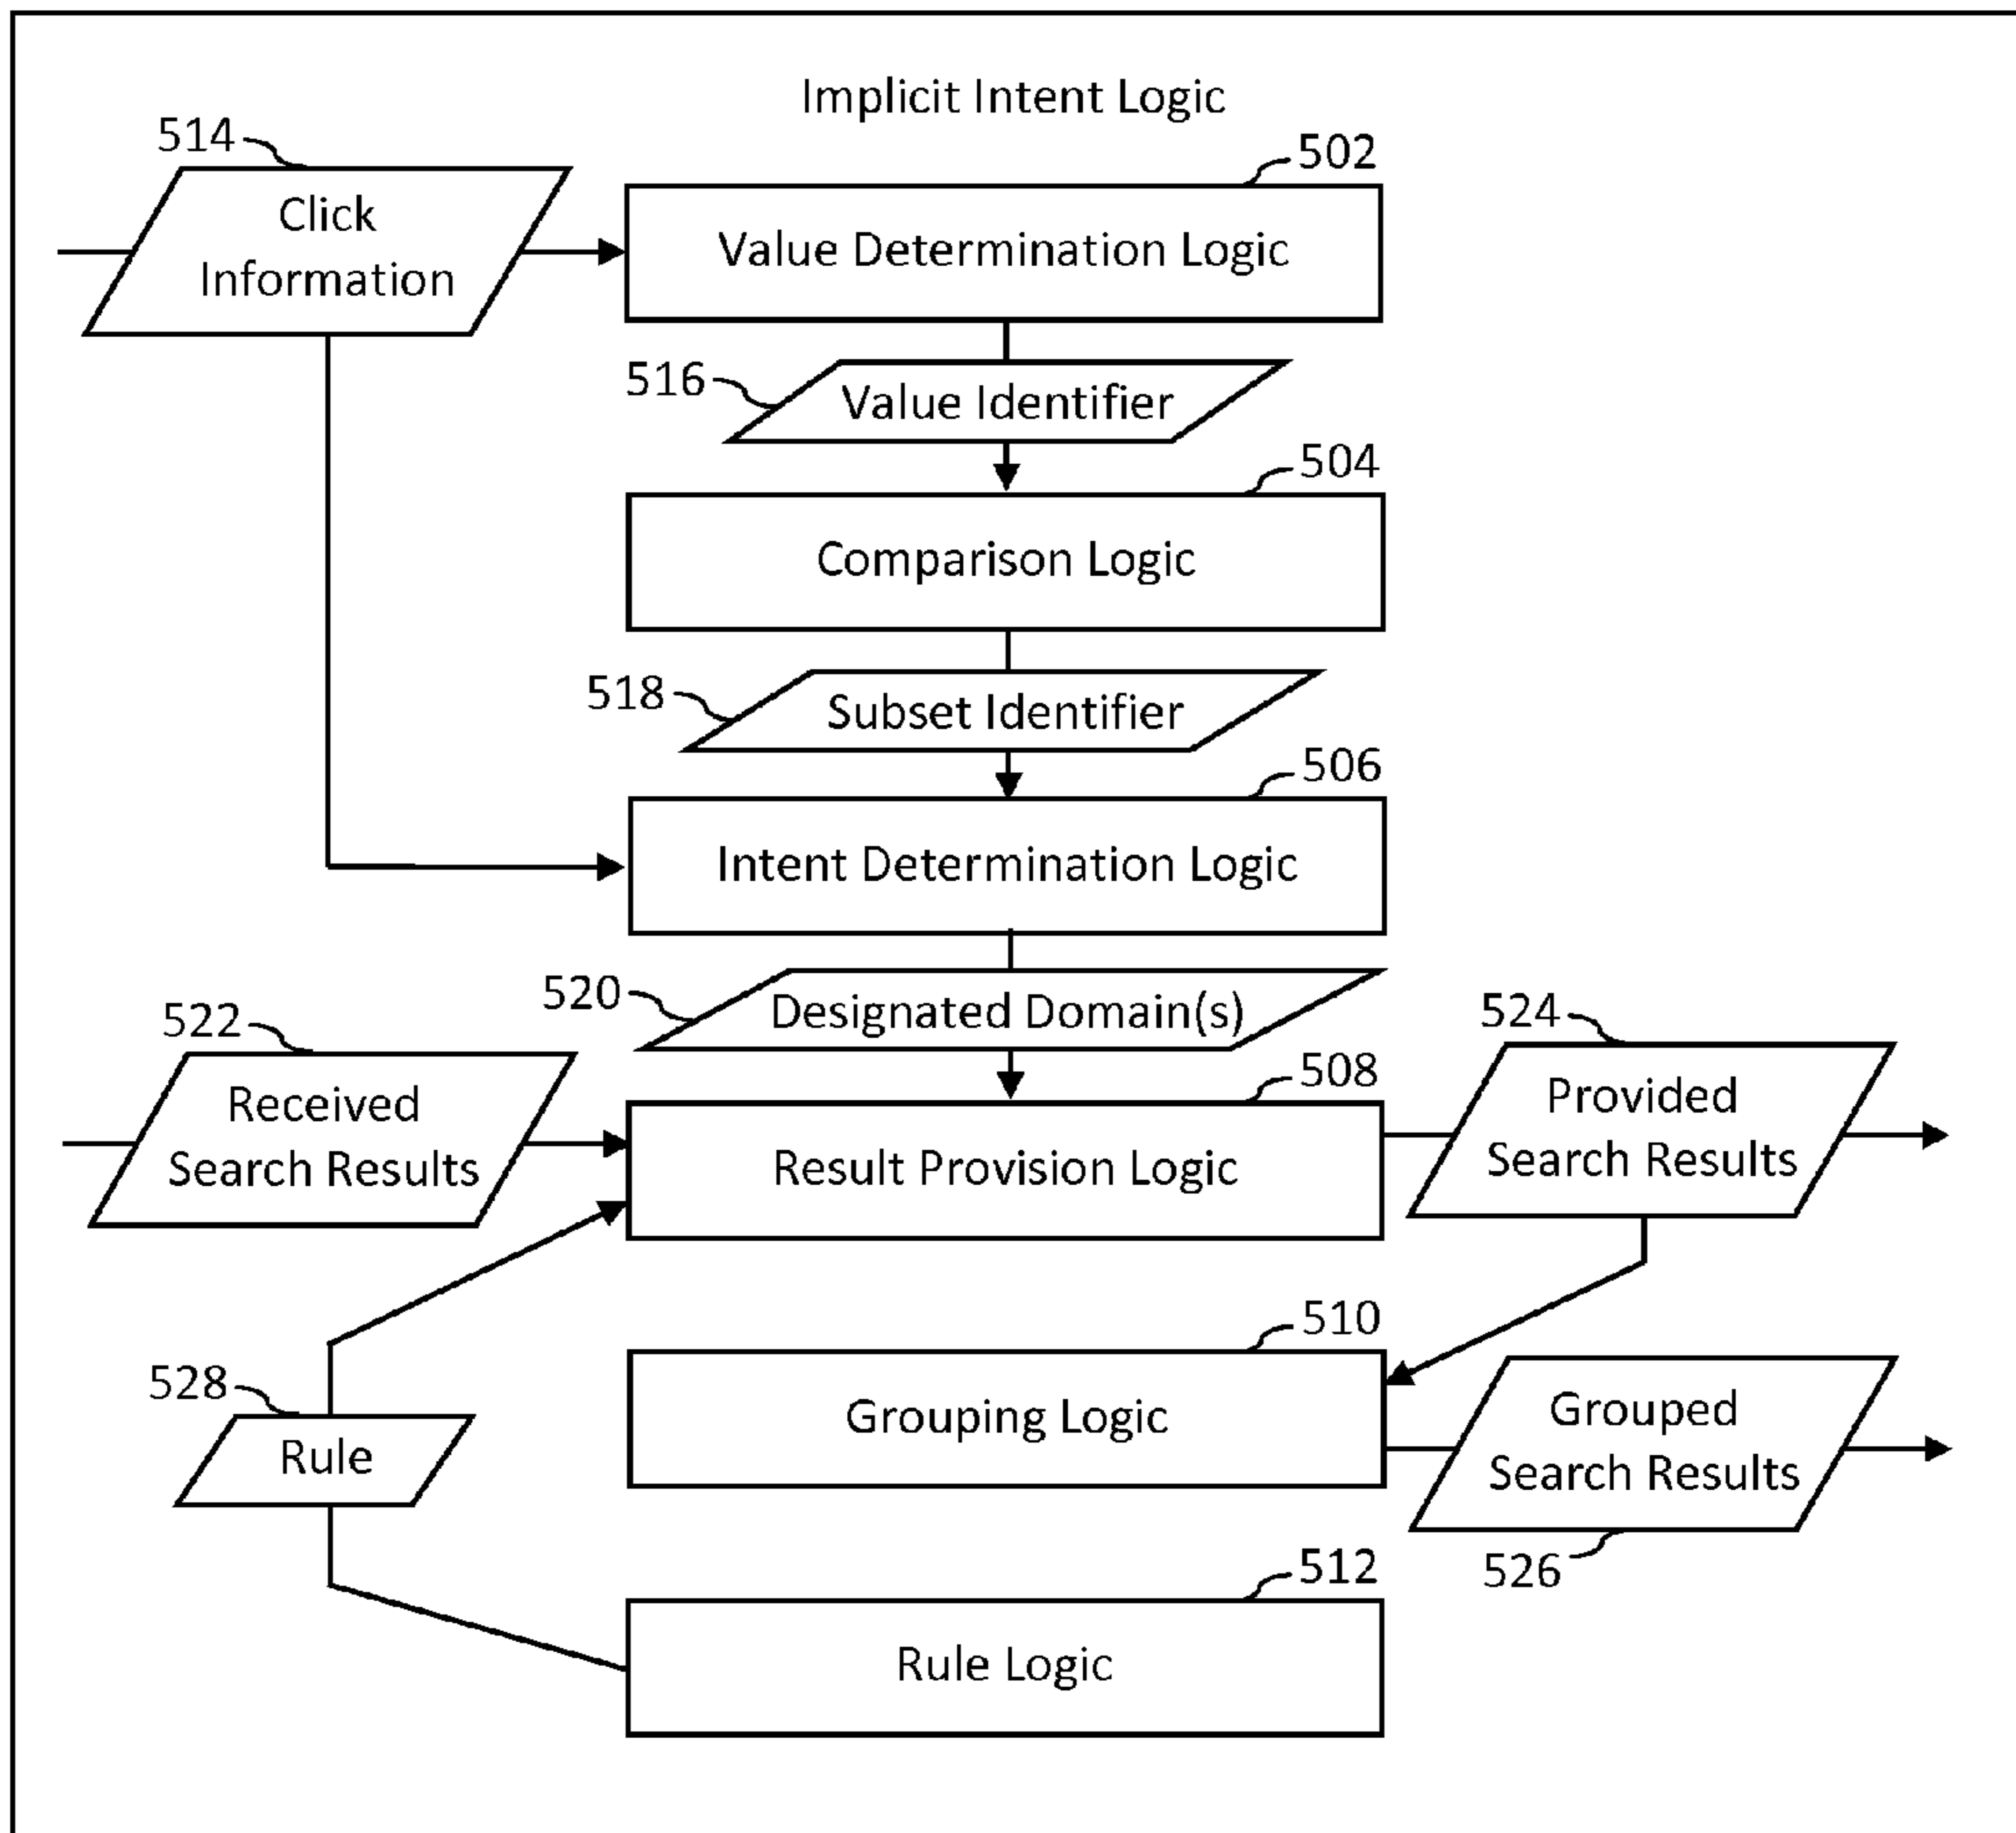 Implicit Intent Logic
514
502
Click
Information
Value Determination Logic
516
Value Identifier
504
Comparison Logic
518
Subset Identifier
506
Intent Determination Logic
520
Designated Domain(s)
522
524
Received
Search Results
508
Result Provision Logic
Provided
Search Results
510
528
Rule
Grouping Logic
Grouped
Search Results
526
512
Rule Logic